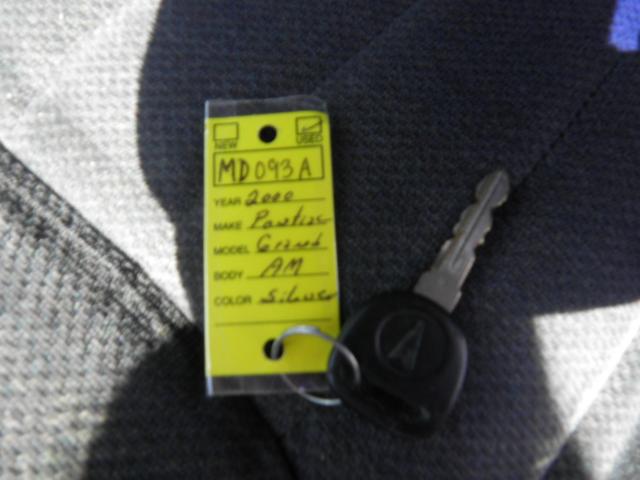 NEW USED
MD093A
YEAR 2000
MAKE Pontiac
MODEL Grand
BODY AM
COLOR Silver